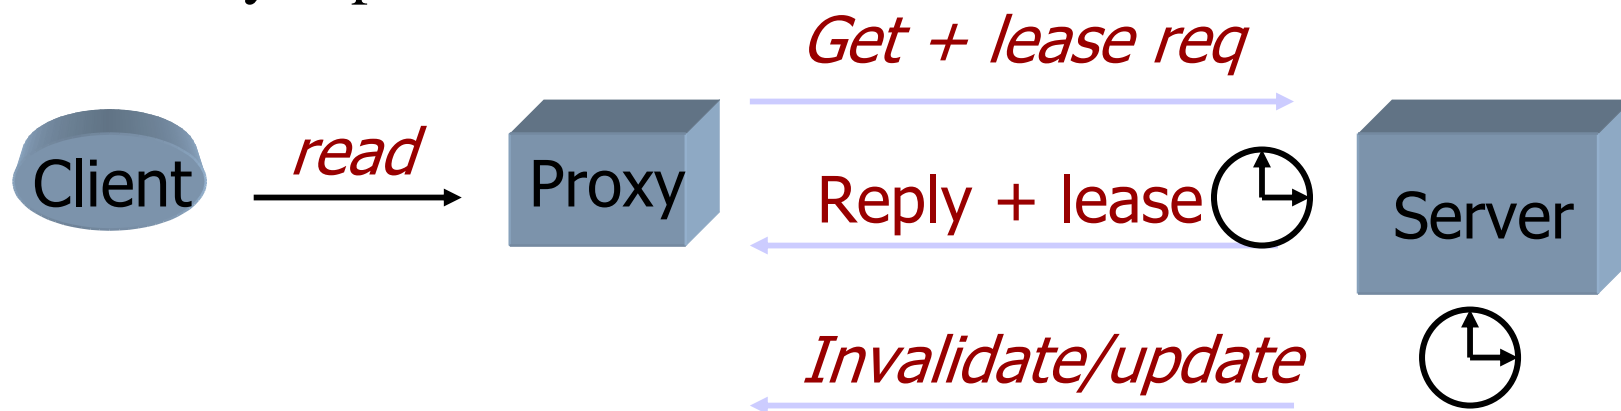 Get + lease req
Client
read
Proxy
Reply + lease
Server
Invalidate/update